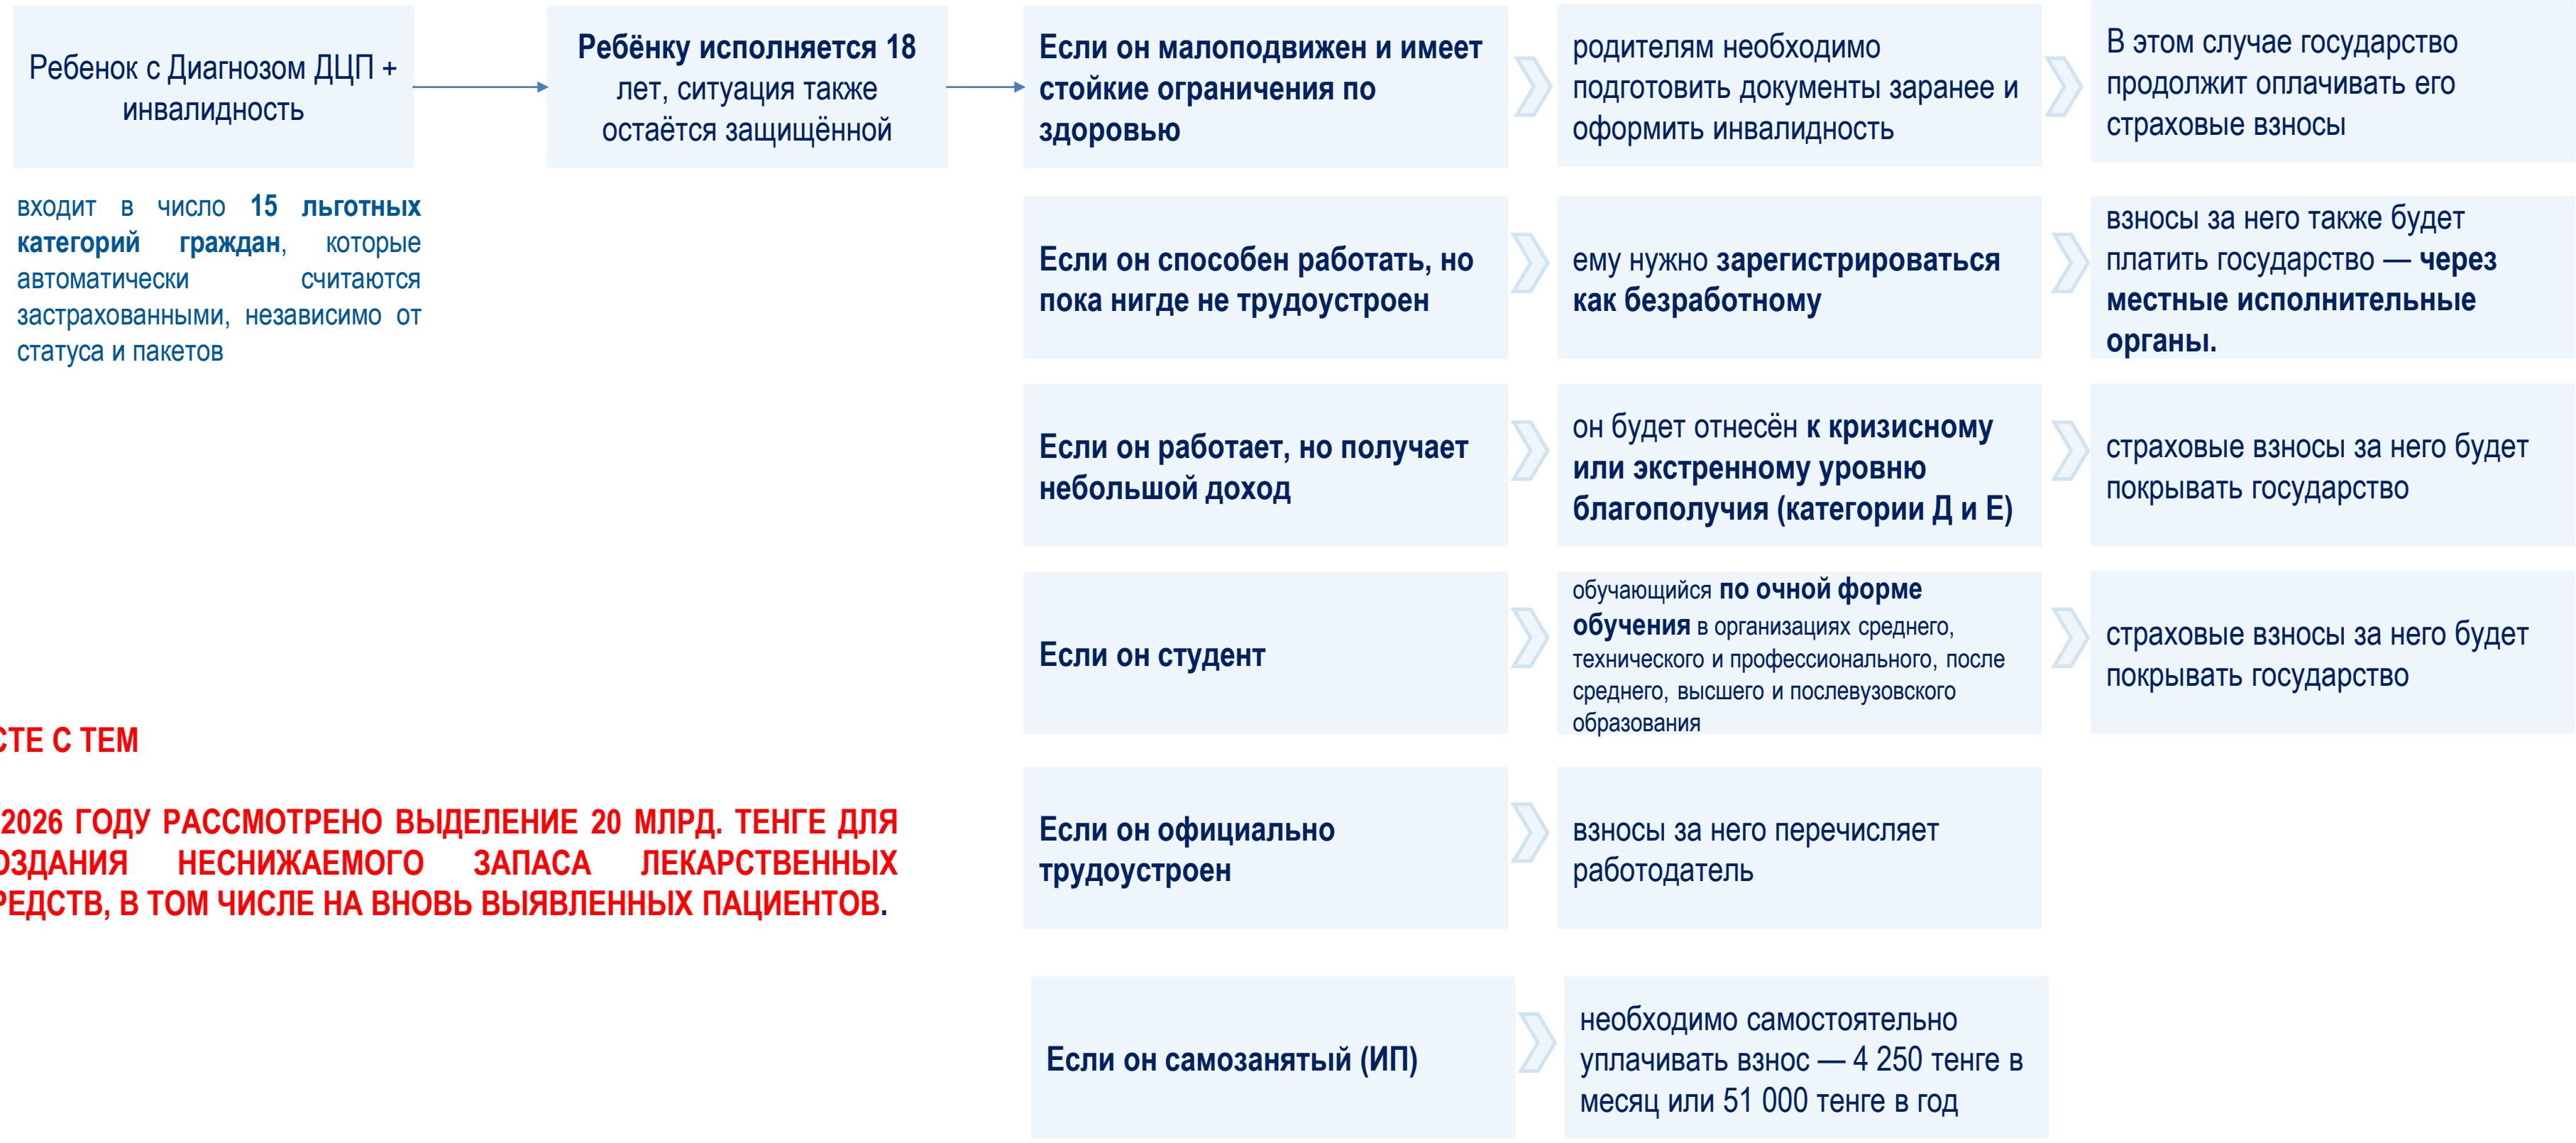 Ребенок с Диагнозом ДЦП +
инвалидность
входит в число 15 льготных
категорий граждан, которые
автоматически считаются
застрахованными, независимо от
статуса и пакетов
Ребёнку исполняется 18
лет, ситуация также
остаётся защищённой
Если он малоподвижен и имеет
стойкие ограничения по
здоровью
родителям необходимо
подготовить документы заранее и
оформить инвалидность
В этом случае государство
продолжит оплачивать его
страховые взносы
Если он способен работать, но
пока нигде не трудоустроен
ему нужно зарегистрироваться
как безработному
взносы за него также будет
платить государство — через
местные исполнительные
органы.
Если он работает, но получает
небольшой доход
он будет отнесён к кризисному
или экстренному уровню
благополучия (категории Д и Е)
страховые взносы за него будет
покрывать государство
Если он студент
обучающийся по очной форме
обучения в организациях среднего,
технического и профессионального, после
среднего, высшего и послевузовского
образования
страховые взносы за него будет
покрывать государство
Если он официально
трудоустроен
взносы за него перечисляет
работодатель
Если он самозанятый (ИП)
необходимо самостоятельно
уплачивать взнос — 4 250 тенге в
месяц или 51 000 тенге в год
СТЕ С ТЕМ
2026 ГОДУ РАССМОТРЕНО ВЫДЕЛЕНИЕ 20 МЛРД. ТЕНГЕ ДЛЯ
ОЗДАНИЯ НЕСНИЖАЕМОГО ЗАПАСА ЛЕКАРСТВЕННЫХ
РЕДСТВ, В ТОМ ЧИСЛЕ НА ВНОВЬ ВЫЯВЛЕННЫХ ПАЦИЕНТОВ.